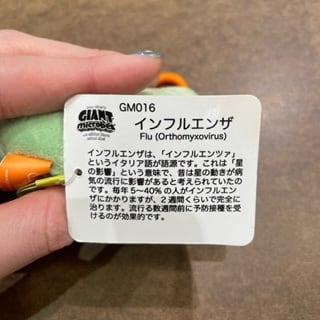 GM016
GIANT
microbes
インフルエンザ
Flu (Orthomyxovirus)
インフルエンザは、「インフルエンツァ」
というイタリア語が語源です。これは「星
の影響」という意味で、昔は星の動きが病
気の流行に影響があると考えられていたの
です。毎年 5～40% の人がインフルエン
ザにかかりますが、2 週間くらいで完全に
治ります。流行る数週間前に予防接種を受
けるのが効果的です。